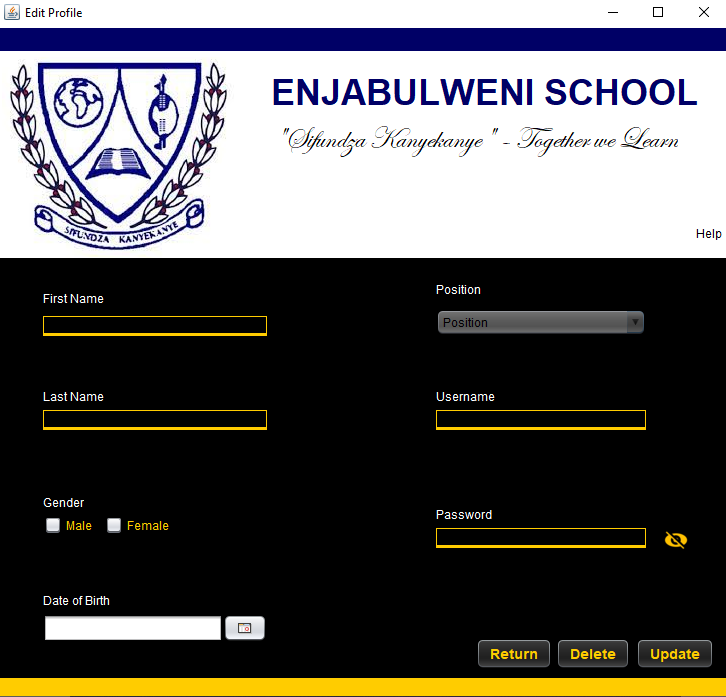 Edit Profile
ENJABULWENI SCHOOL
"Sifundza Kanyekanye " - Together we Learn
SIFUNDZA KANYEKANYE
Help
First Name
Position
Position
Last Name
Username
Gender
Male Female
Password
Date of Birth
Return Delete Update